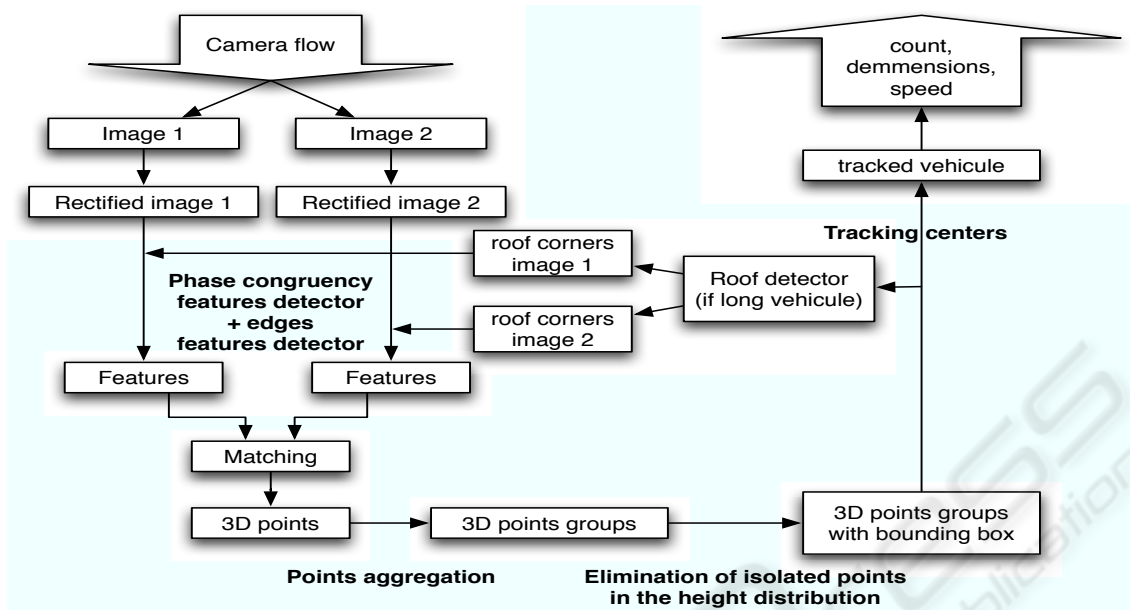 Camera flow
count,
demmensions,
speed
Image 1
Image 2
tracked vehicule
Rectified image 1
Rectified image 2
Tracking centers
roof corners
image 1
Roof detector
(if long vehicule)
Phase congruency
features detector
+ edges
features detector
roof corners
image 2
Features
Features
Matching
3D points
3D points groups
3D points groups
with bounding box
Points aggregation
Elimination of isolated points
in the height distribution